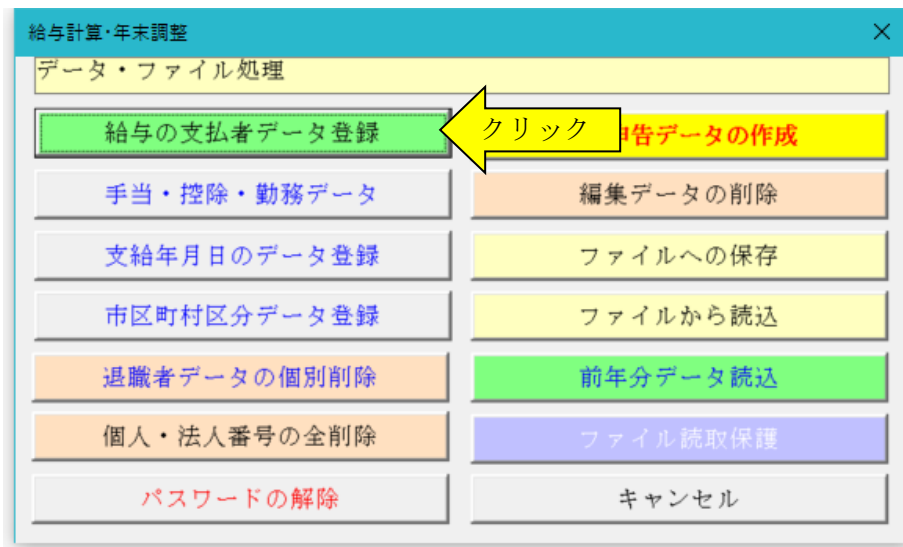 給与計算・年末調整
データ・ファイル処理
給与の支払者データ登録
クリック
申告データの作成
手当・控除・勤務データ
編集データの削除
支給年月日のデータ登録
ファイルへの保存
市区町村区分データ登録
ファイルから読込
退職者データの個別削除
前年分データ読込
個人・法人番号の全削除
ファイル読取保護
パスワードの解除
キャンセル